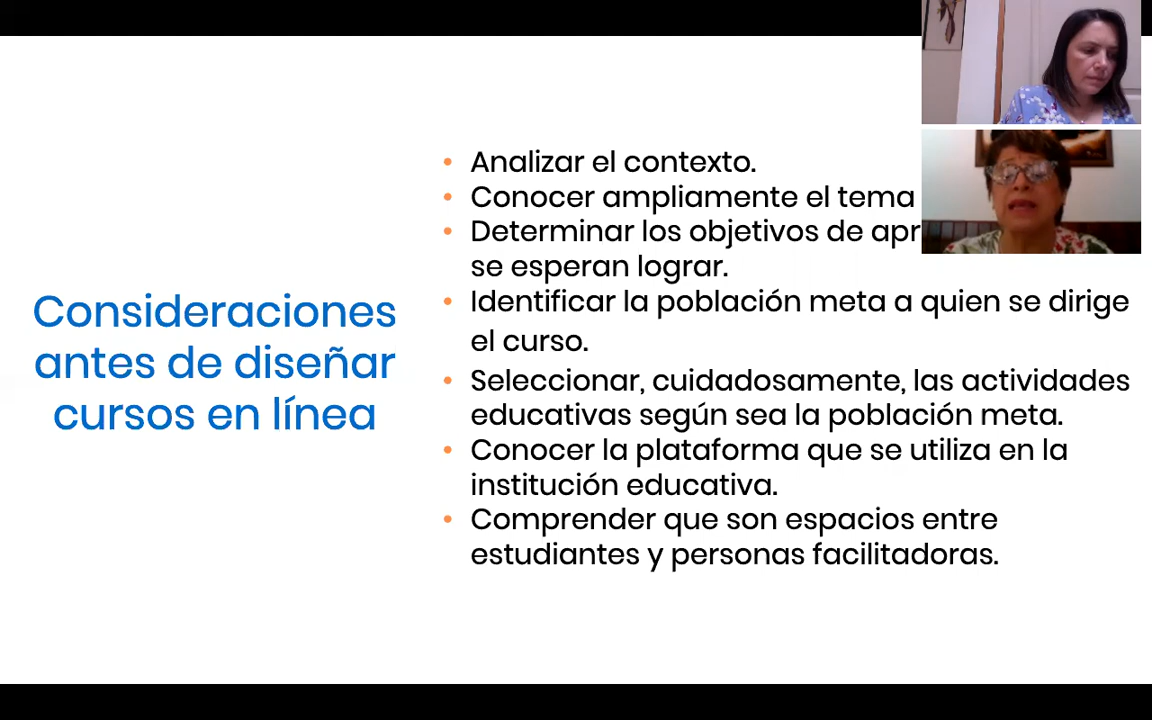 Consideraciones
antes de diseñar
cursos en línea
• Analizar el contexto.
• Conocer ampliamente el tema
• Determinar los objetivos de
se esperan lograr.
• Identificar la población meta a quien se dirige
el curso.
• Seleccionar, cuidadosamente, las actividades
educativas según sea la población meta.
• Conocer la plataforma que se utiliza en la
institución educativa.
• Comprender que son espacios entre
estudiantes y personas facilitadoras.